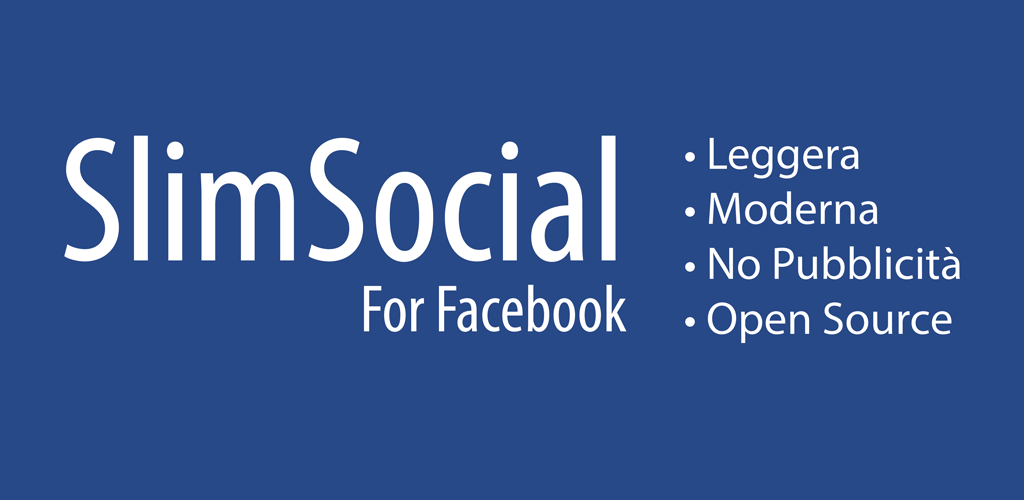 SlimSocial
For Facebook
• Leggera
• Moderna
• No Pubblicità
• Open Source